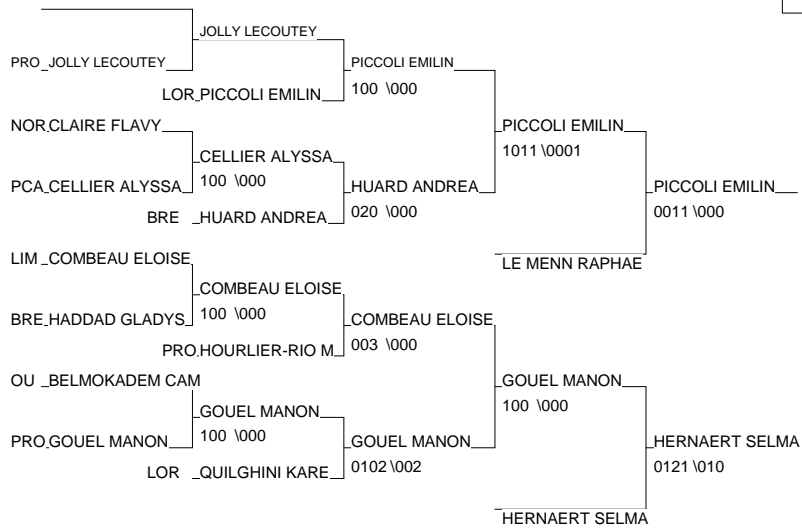 JOLLY LECOUTEY
PRO JOLLY LECOUTEY
PICCOLI EMILIN
LOR PICCOLI EMILIN
100 \000
NOR CLAIRE FLAVY
PICCOLI EMILIN
CELLIER ALYSSA
1011 \0001
100 \000
PCA CELLIER ALYSSA
HUARD ANDREA
PICCOLI EMILIN
BRE HUARD ANDREA
020 \000
0011 \000
LIM COMBEAU ELOISE
LE MENN RAPHAE
COMBEAU ELOISE
100 \000
BRE HADDAD GLADYS
COMBEAU ELOISE
PRO HOURLIER-RIO M
003 \000
OU BELMOKADEM CAM
GOUEL MANON
GOUEL MANON
100 \000
100 \000
PRO GOUEL MANON
GOUEL MANON
HERNAERT SELMA
LOR QUILGHINI KARE
0102 \002
0121 \010
HERNAERT SELMA